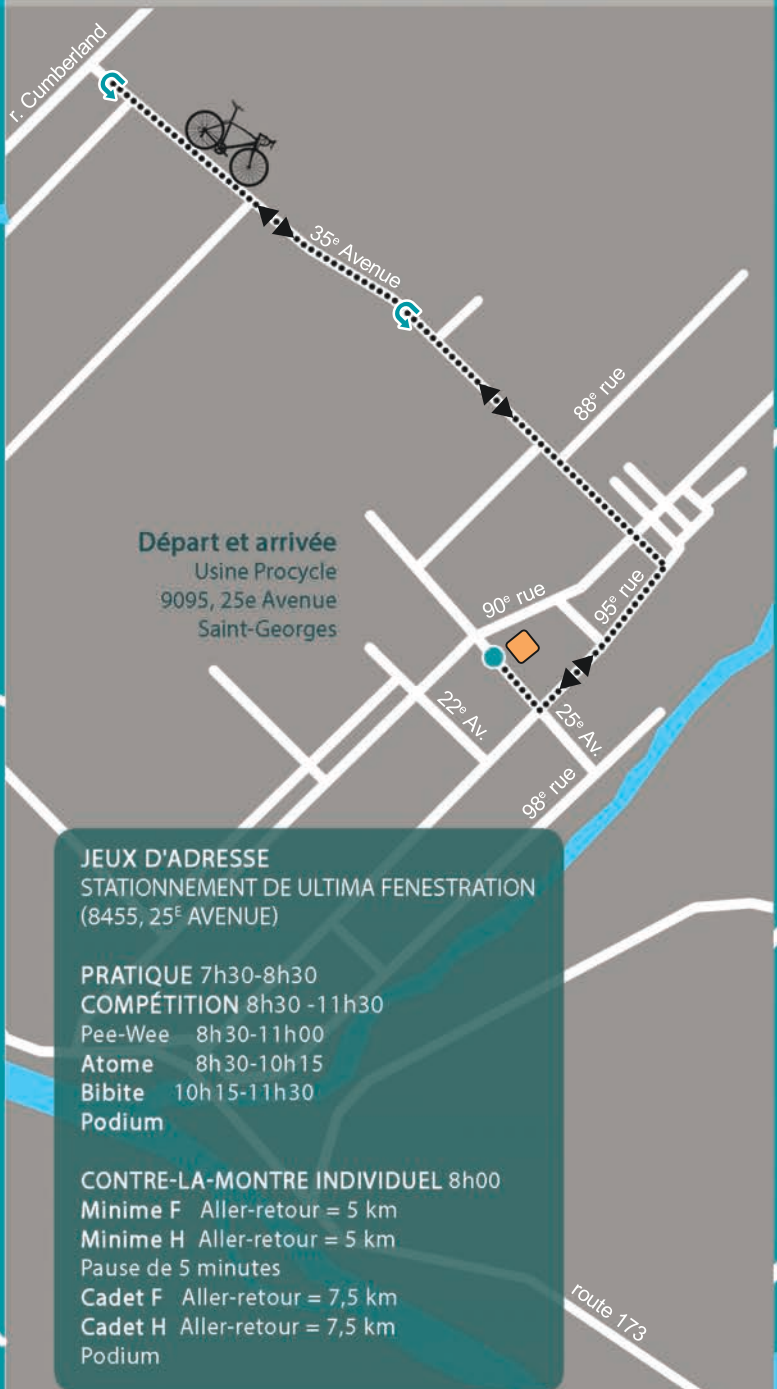 r. Cumberland
35e Avenue
88e rue
Départ et arrivée
Usine Procycle
9095, 25e Avenue
Saint-Georges
90e rue
95e rue
22e Av.
25e Av.
98e rue
JEUX D'ADRESSE
STATIONNEMENT DE ULTIMA FENESTRATION
(8455, 25E AVENUE)
PRATIQUE 7h30-8h30
COMPÉTITION 8h30 -11h30
Pee-Wee 8h30-11h00
Atome 8h30-10h15
Bibite 10h15-11h30
Podium
CONTRE-LA-MONTRE INDIVIDUEL 8h00
Minime F Aller-retour = 5 km
Minime H Aller-retour = 5 km
Pause de 5 minutes
Cadet F Aller-retour = 7,5 km
Cadet H Aller-retour = 7,5 km
Podium
route 173